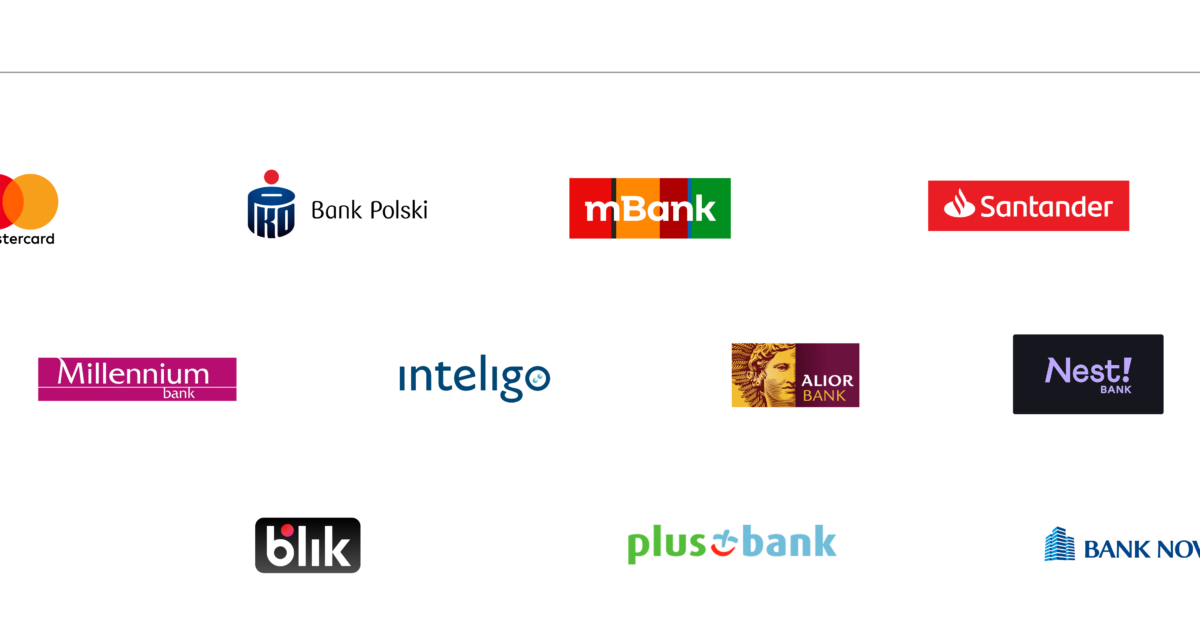 stercard
PKO Bank Polski
mBank
Santander
Millennium
bank
inteligo
ALIOR
BANK
Nest!
BANK
blik
plus bank
BANK NOV